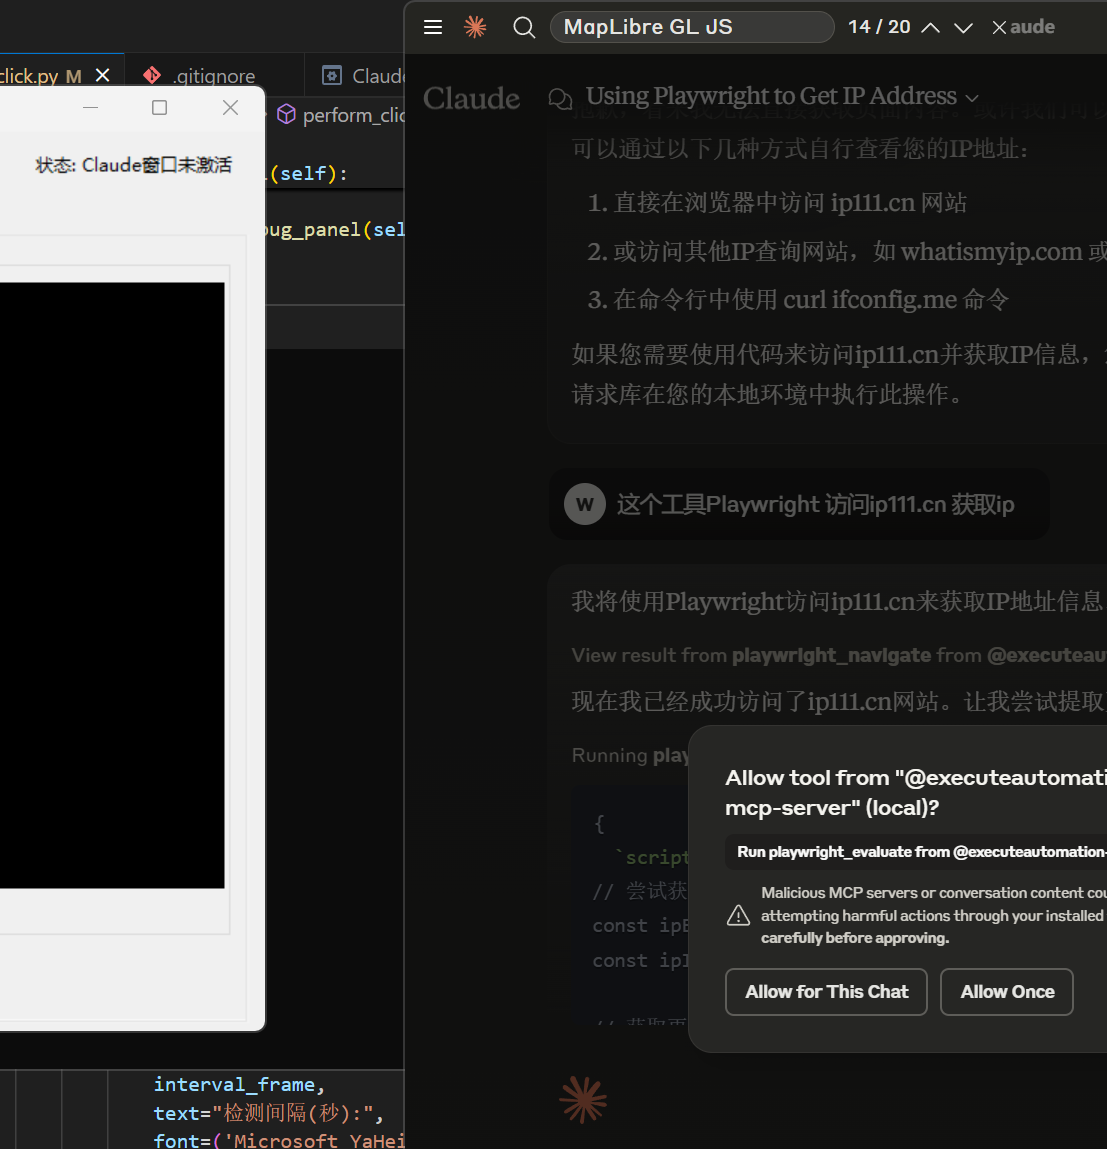 click.py M
.gitignore
Claude
perform_clic
状态: Claude窗口未激活
(self):
bug_panel(sel
interval_frame,
text="检测间隔(秒):",
font=('Microsoft YaHei
MapLibre GL JS
14 / 20
aude
Claude
Using Playwright to Get IP Address
可以通过以下几种方式自行查看您的IP地址:
1. 直接在浏览器中访问 ip111.cn 网站
2. 或访问其他IP查询网站，如 whatismyip.com 或
3. 在命令行中使用 curl ifconfig.me 命令
如果您需要使用代码来访问ip111.cn并获取IP信息，
请求库在您的本地环境中执行此操作。
W
这个工具Playwright 访问ip111.cn 获取ip
我将使用Playwright访问ip111.cn来获取IP地址信息
View result from playwright_navigate from @executeau
现在我已经成功访问了ip111.cn网站。让我尝试提取
Running play
{
`script
// 尝试获
const ipE
const ipI
Allow tool from "@executeautomati
mcp-server" (local)?
Run playwright_evaluate from @executeautomation-
Malicious MCP servers or conversation content cou
attempting harmful actions through your installed
carefully before approving.
Allow for This Chat
Allow Once